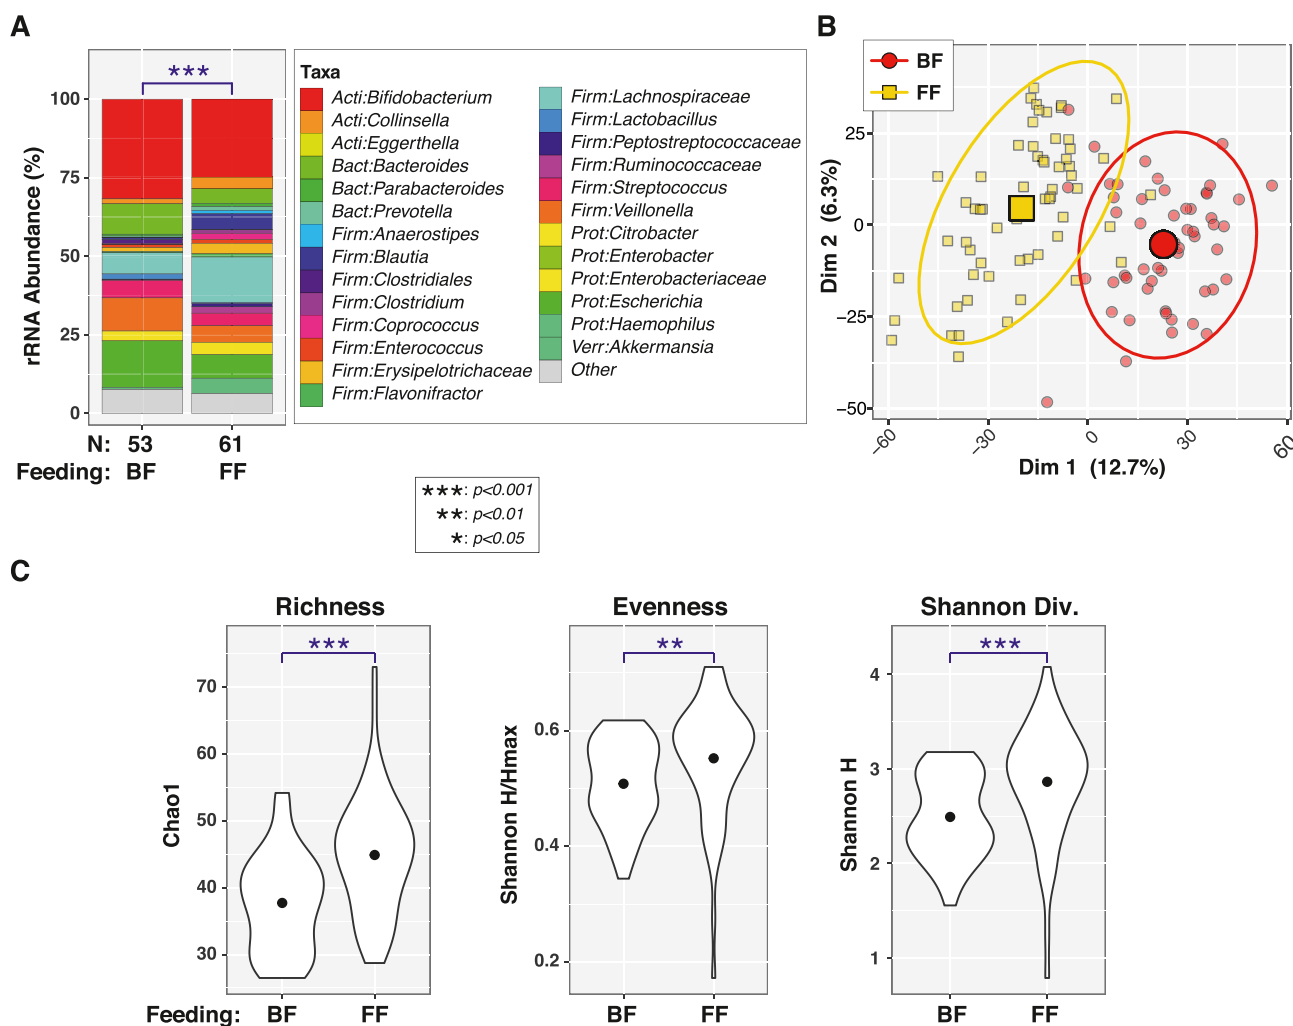 A
***
100
75
50
25
0
rRNA Abundance (%)
N: 53 61
Feeding: BF FF
Taxa
Acti:Bifidobacterium
Acti:Collinsella
Acti:Eggerthella
Bact:Bacteroides
Bact:Parabacteroides
Bact:Prevotella
Firm:Anaerostipes
Firm:Blautia
Firm:Clostridiales
Firm:Clostridium
Firm:Coprococcus
Firm:Enterococcus
Firm:Erysipelotrichaceae
Firm:Flavonifractor
Firm:Lachnospiraceae
Firm:Lactobacillus
Firm:Peptostreptococcaceae
Firm:Ruminococcaceae
Firm:Streptococcus
Firm:Veillonella
Prot:Citrobacter
Prot:Enterobacter
Prot:Enterobacteriaceae
Prot:Escherichia
Prot:Haemophilus
Verr:Akkermansia
Other
B
BF
FF
25
0
−25
−50
Dim 2 (6.3%)
−60 −30 0 30 60
Dim 1 (12.7%)
***: p<0.001
**: p<0.01
*: p<0.05
C
Richness
***
70
60
50
40
30
Chao1
Feeding: BF FF
Evenness
**
0.6
0.4
0.2
Shannon H/Hmax
BF FF
Shannon Div.
***
4
3
2
1
Shannon H
BF FF